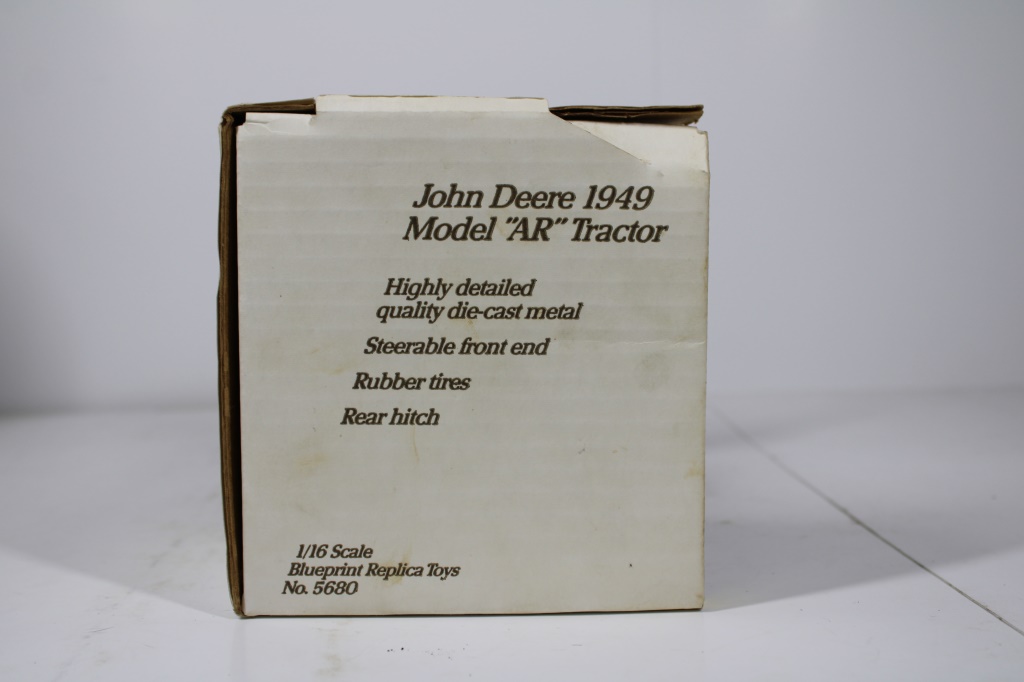 John Deere 1949
Model "AR" Tractor
Highly detailed
quality die-cast metal
Steerable front end
Rubber tires
Rear hitch
1/16 Scale
Blueprint Replica Toys
No. 5680